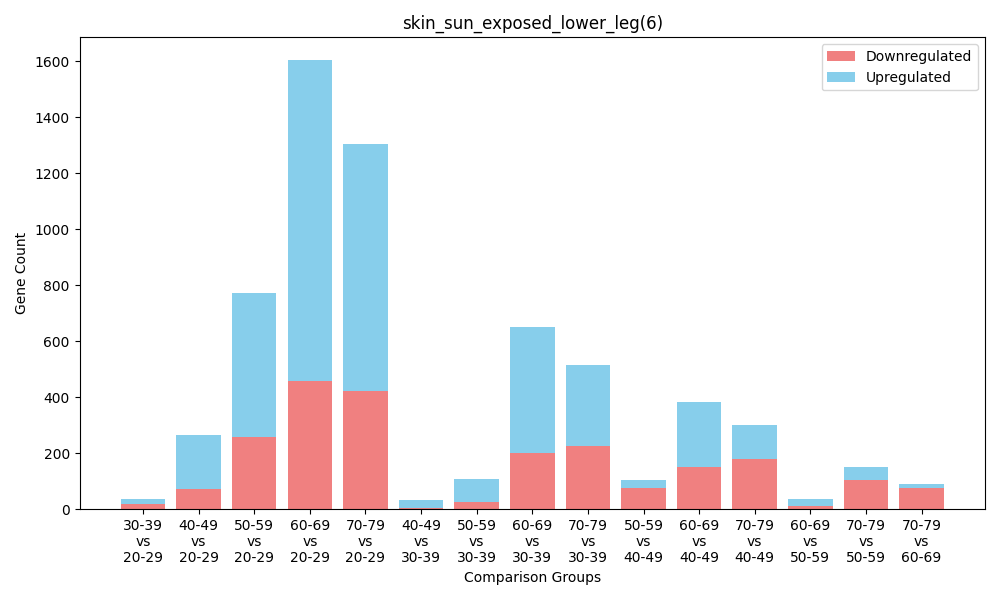 skin_sun_exposed_lower_leg(6)
Downregulated
Upregulated
Gene Count
1600
1400
1200
1000
800
600
400
200
0
30-39
vs
20-29
40-49
vs
20-29
50-59
vs
20-29
60-69
vs
20-29
70-79
vs
20-29
40-49
vs
30-39
50-59
vs
30-39
60-69
vs
30-39
70-79
vs
30-39
50-59
vs
40-49
60-69
vs
40-49
70-79
vs
40-49
60-69
vs
50-59
70-79
vs
50-59
70-79
vs
60-69
Comparison Groups